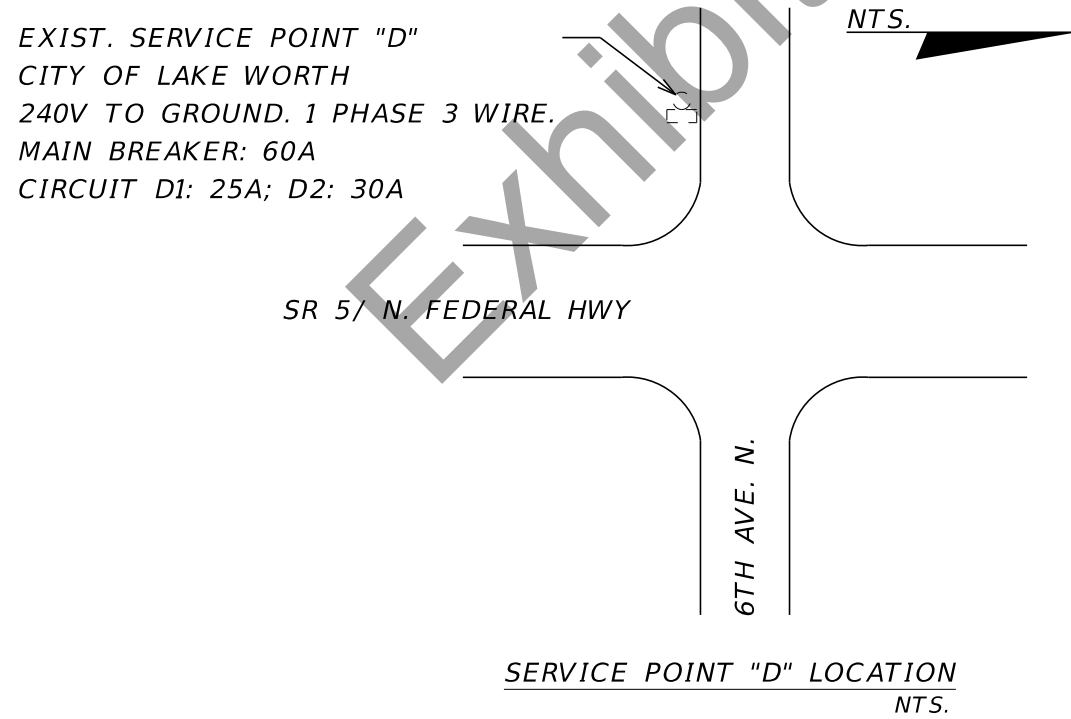 NTS.
EXIST. SERVICE POINT "D"
CITY OF LAKE WORTH
240V TO GROUND. 1 PHASE 3 WIRE.
MAIN BREAKER: 60A
CIRCUIT D1: 25A; D2: 30A
Exhibi
SR 5/ N. FEDERAL HWY
6TH AVE. N.
SERVICE POINT "D" LOCATION
NTS.